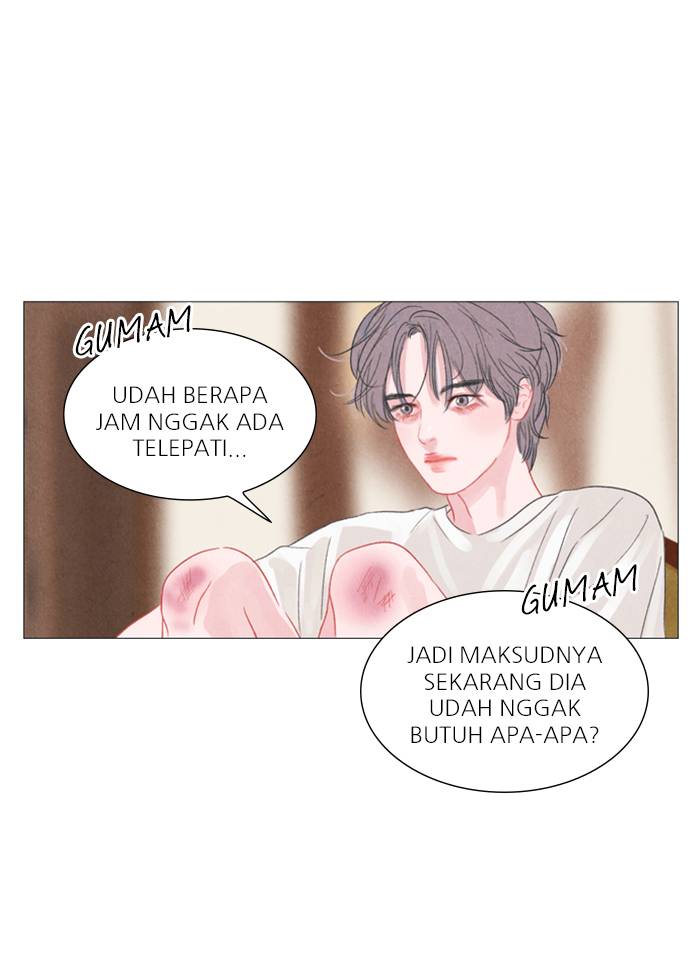 GUMAM
UDAH BERAPA
JAM NGGAK ADA
TELEPATI...
GUMAM
JADI MAKSUDNYA
SEKARANG DIA
UDAH NGGAK
BUTUH APA-APA?